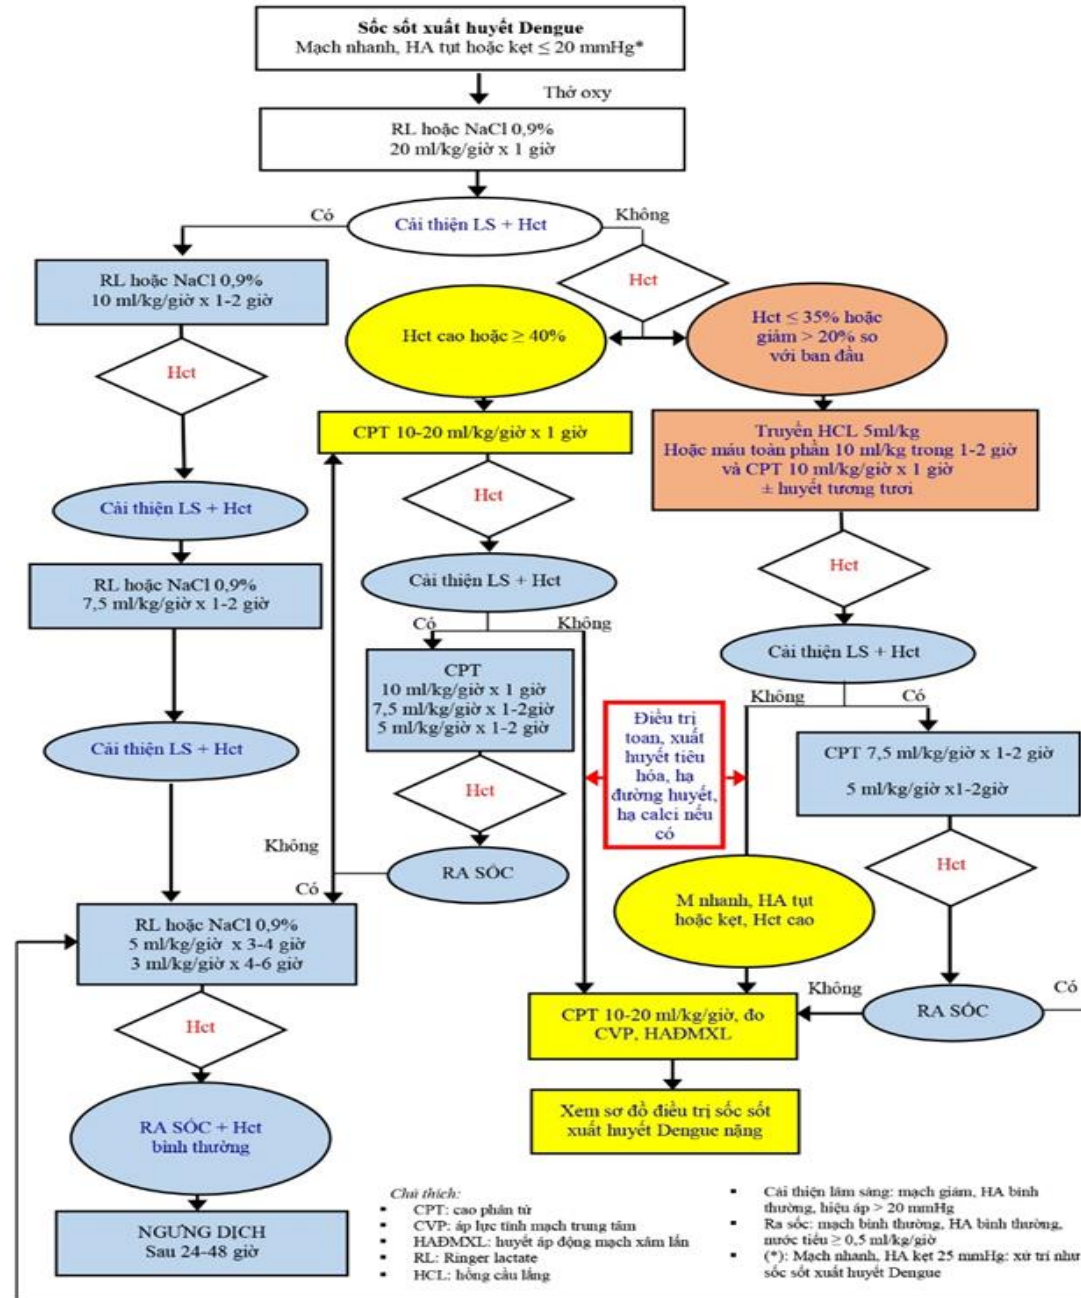 Sốc sốt xuất huyết Dengue
Mạch nhanh, HA tụt hoặc kẹt ≤ 20 mmHg*
Thở oxy
RL hoặc NaCl 0,9%
20 ml/kg/giờ x 1 giờ
Có
Cải thiện LS + Hct
Không
RL hoặc NaCl 0,9%
10 ml/kg/giờ x 1-2 giờ
Hct
Hct cao hoặc ≥ 40%
Hct ≤ 35% hoặc
giảm > 20% so
với ban đầu
Hct
CPT 10-20 ml/kg/giờ x 1 giờ
Truyền HCL 5ml/kg
Hoặc máu toàn phần 10 ml/kg trong 1-2 giờ
và CPT 10 ml/kg/giờ x 1 giờ
± huyết tương tươi
Hct
Cải thiện LS + Hct
Hct
RL hoặc NaCl 0,9%
7,5 ml/kg/giờ x 1-2 giờ
Cải thiện LS + Hct
Có
Không
Cải thiện LS + Hct
CPT
10 ml/kg/giờ x 1 giờ
7,5 ml/kg/giờ x 1-2giờ
5 ml/kg/giờ x 1-2 giờ
Không
Có
Điều trị
toan, xuất
huyết tiêu
hóa, hạ
đường huyết,
hạ calci nếu
có
Cải thiện LS + Hct
CPT 7,5 ml/kg/giờ x 1-2 giờ
5 ml/kg/giờ x1-2giờ
Hct
Hct
Không
RA SỐC
Có
M nhanh, HA tụt
hoặc kẹt, Hct cao
RL hoặc NaCl 0,9%
5 ml/kg/giờ x 3-4 giờ
3 ml/kg/giờ x 4-6 giờ
Không
Có
RA SỐC
CPT 10-20 ml/kg/giờ, đo
CVP, HAĐMXL
Hct
Xem sơ đồ điều trị sốc sốt
xuất huyết Dengue nặng
RA SỐC + Hct
bình thường
NGƯNG DỊCH
Sau 24-48 giờ
Chú thích:
▪ CPT: cao phân tử
▪ CVP: áp lực tĩnh mạch trung tâm
▪ HAĐMXL: huyết áp động mạch xâm lấn
▪ RL: Ringer lactate
▪ HCL: hồng cầu lắng
▪ Cải thiện lâm sàng: mạch giảm, HA bình
thường, hiệu áp > 20 mmHg
▪ Ra sốc: mạch bình thường, HA bình thường,
nước tiểu ≥ 0,5 ml/kg/giờ
▪ (*): Mạch nhanh, HA kẹt 25 mmHg: xử trí như
sốc sốt xuất huyết Dengue